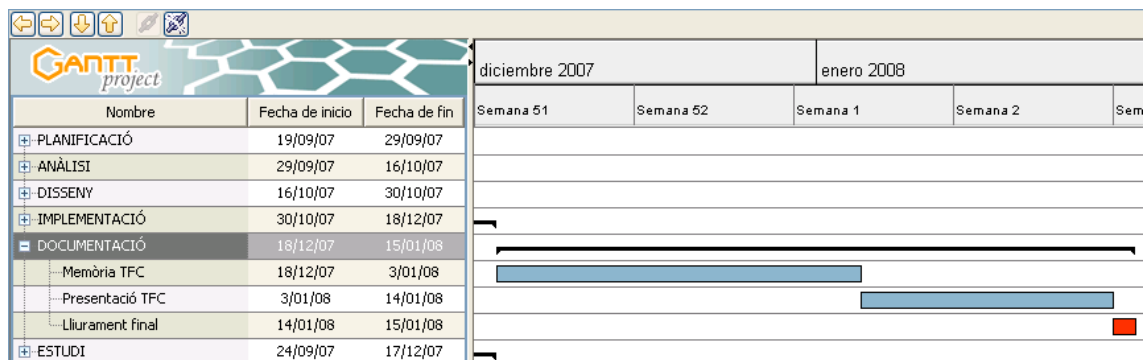 GANTT
project
diciembre 2007 enero 2008
Nombre Fecha de inicio Fecha de fin Semana 51 Semana 52 Semana 1 Semana 2 Sem
PLANIFICACIÓ 19/09/07 29/09/07
ANÀLISI 29/09/07 16/10/07
DISSENY 16/10/07 30/10/07
IMPLEMENTACIÓ 30/10/07 18/12/07
DOCUMENTACIÓ 18/12/07 15/01/08
Memòria TFC 18/12/07 3/01/08
Presentació TFC 3/01/08 14/01/08
Lliurament final 14/01/08 15/01/08
ESTUDI 24/09/07 17/12/07